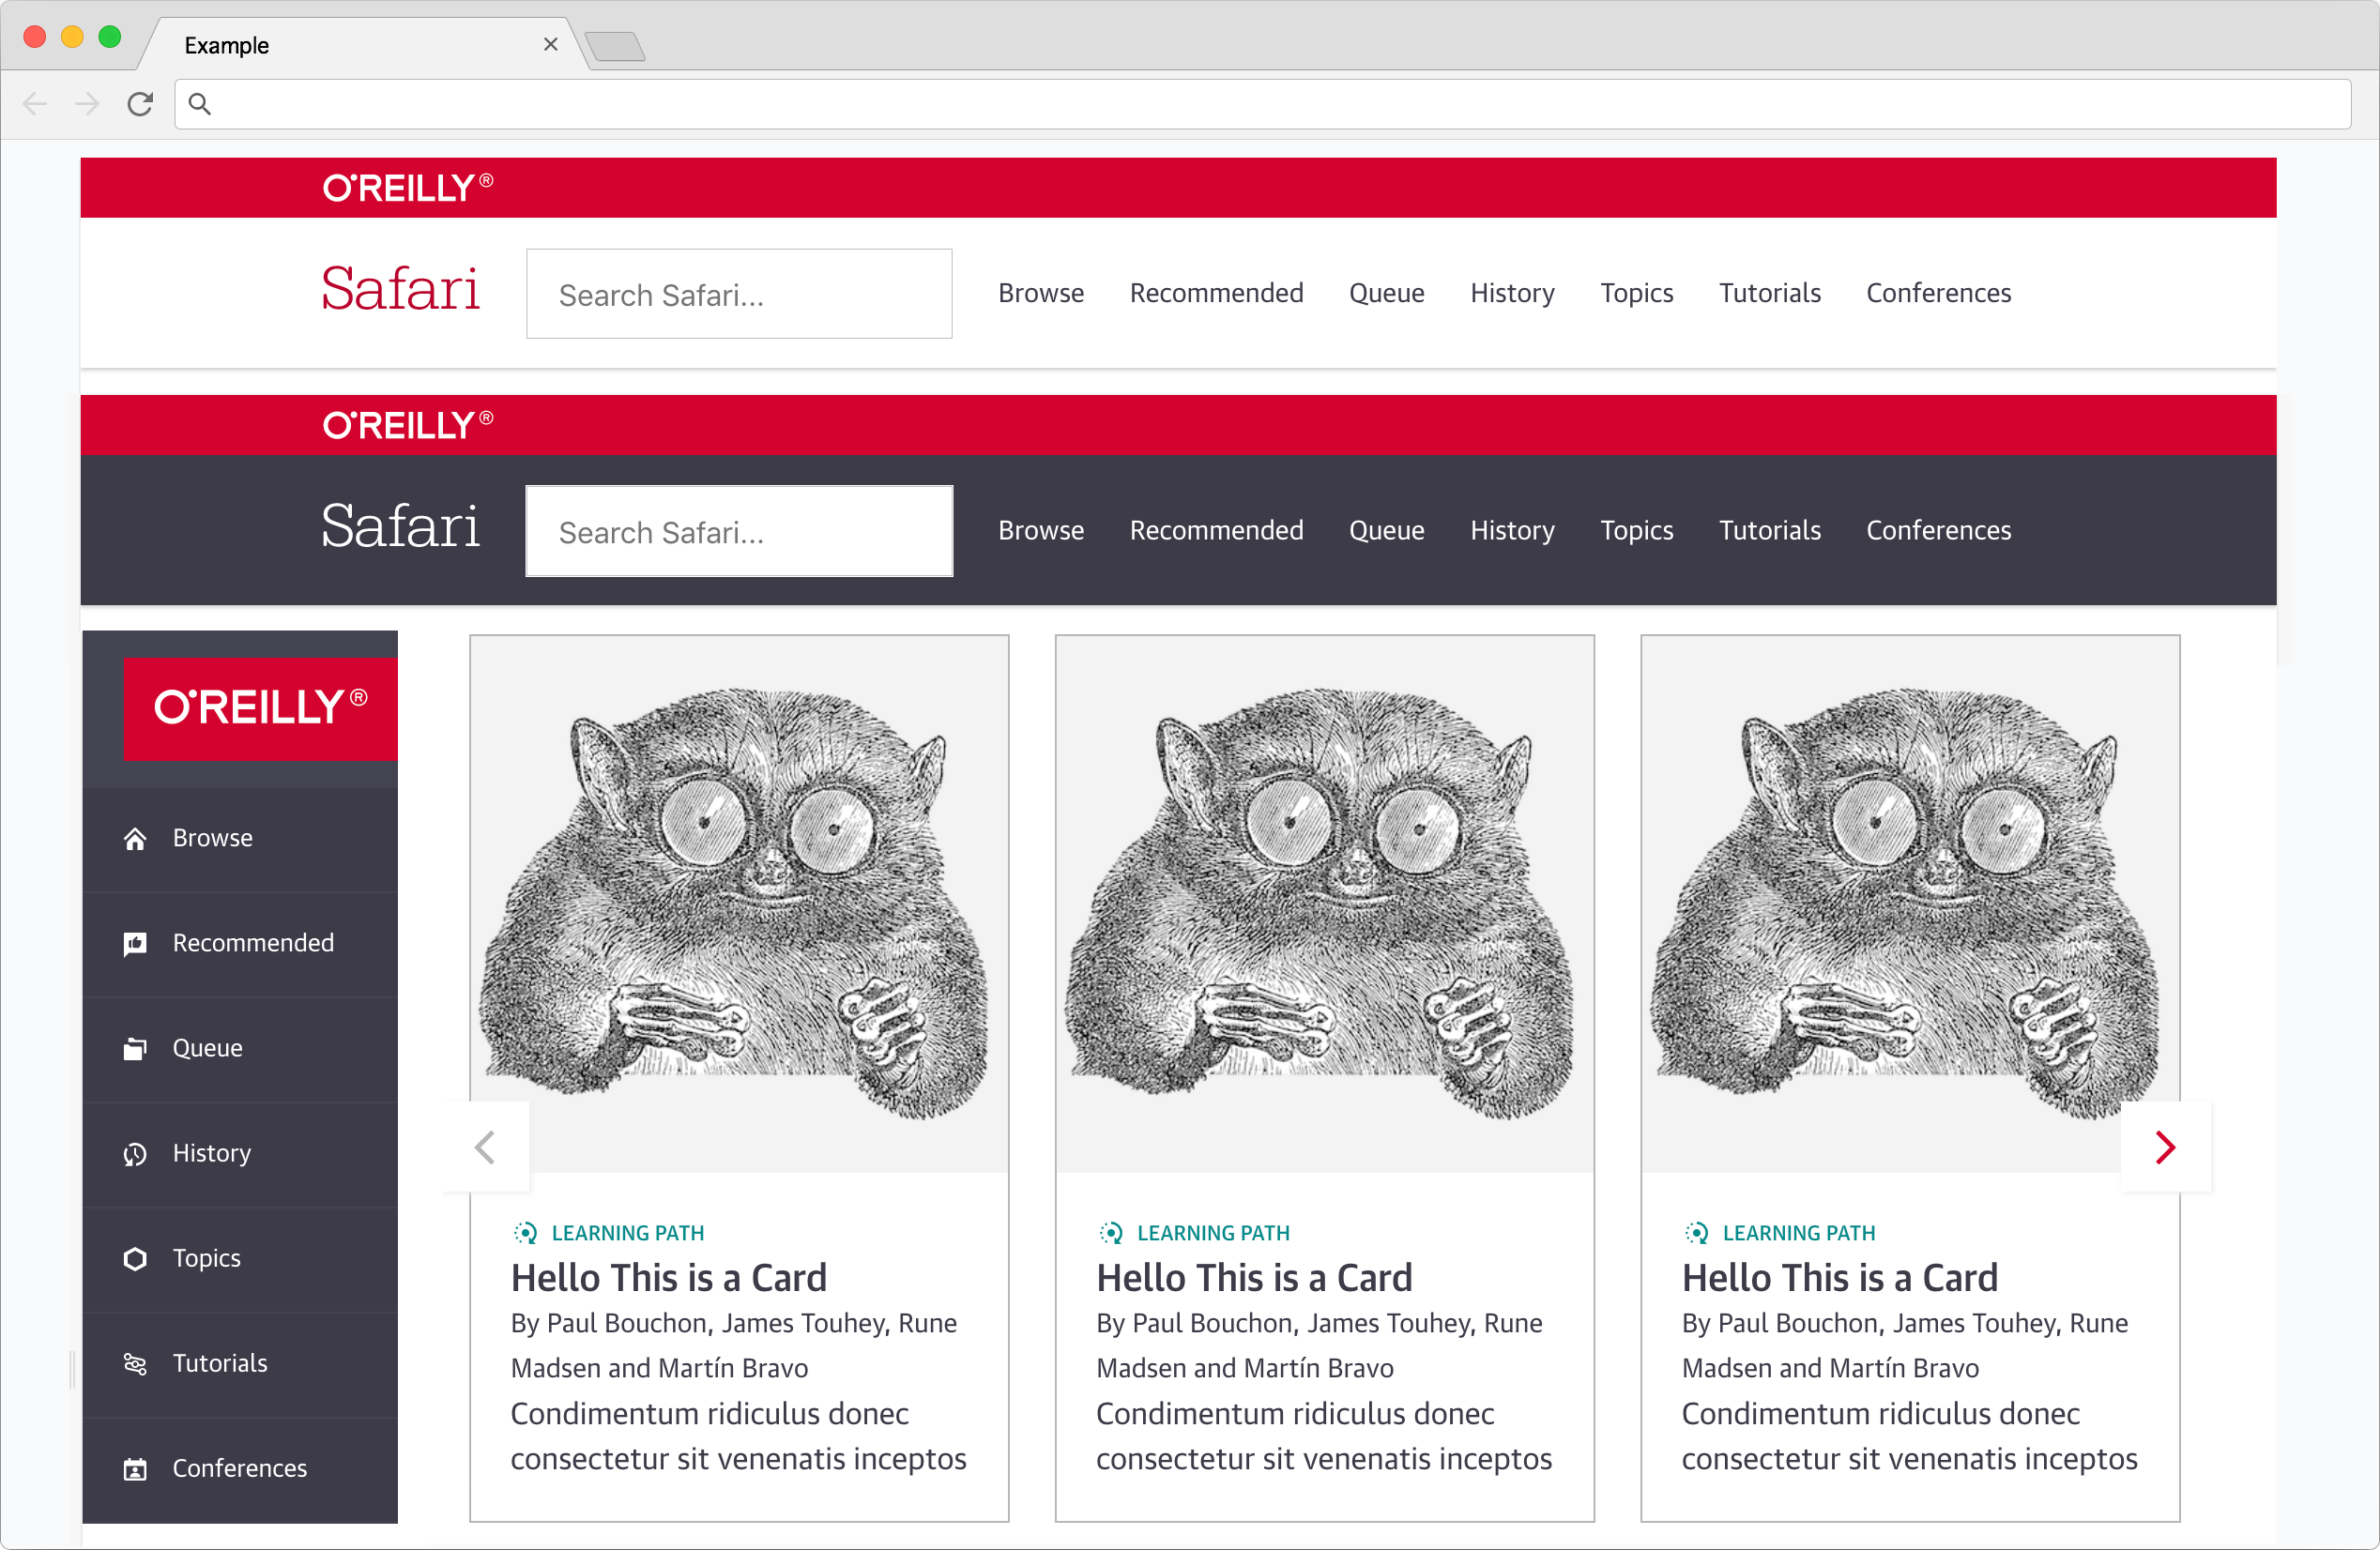 Example
O'REILLY®
Safari
Search Safari...
Browse Recommended Queue History Topics Tutorials Conferences
O'REILLY®
Safari
Search Safari...
Browse Recommended Queue History Topics Tutorials Conferences
O'REILLY®
Browse
Recommended
Queue
History
Topics
Tutorials
Conferences
LEARNING PATH
Hello This is a Card
By Paul Bouchon, James Touhey, Rune
Madsen and Martín Bravo
Condimentum ridiculus donec
consectetur sit venenatis inceptos
LEARNING PATH
Hello This is a Card
By Paul Bouchon, James Touhey, Rune
Madsen and Martín Bravo
Condimentum ridiculus donec
consectetur sit venenatis inceptos
LEARNING PATH
Hello This is a Card
By Paul Bouchon, James Touhey, Rune
Madsen and Martín Bravo
Condimentum ridiculus donec
consectetur sit venenatis inceptos